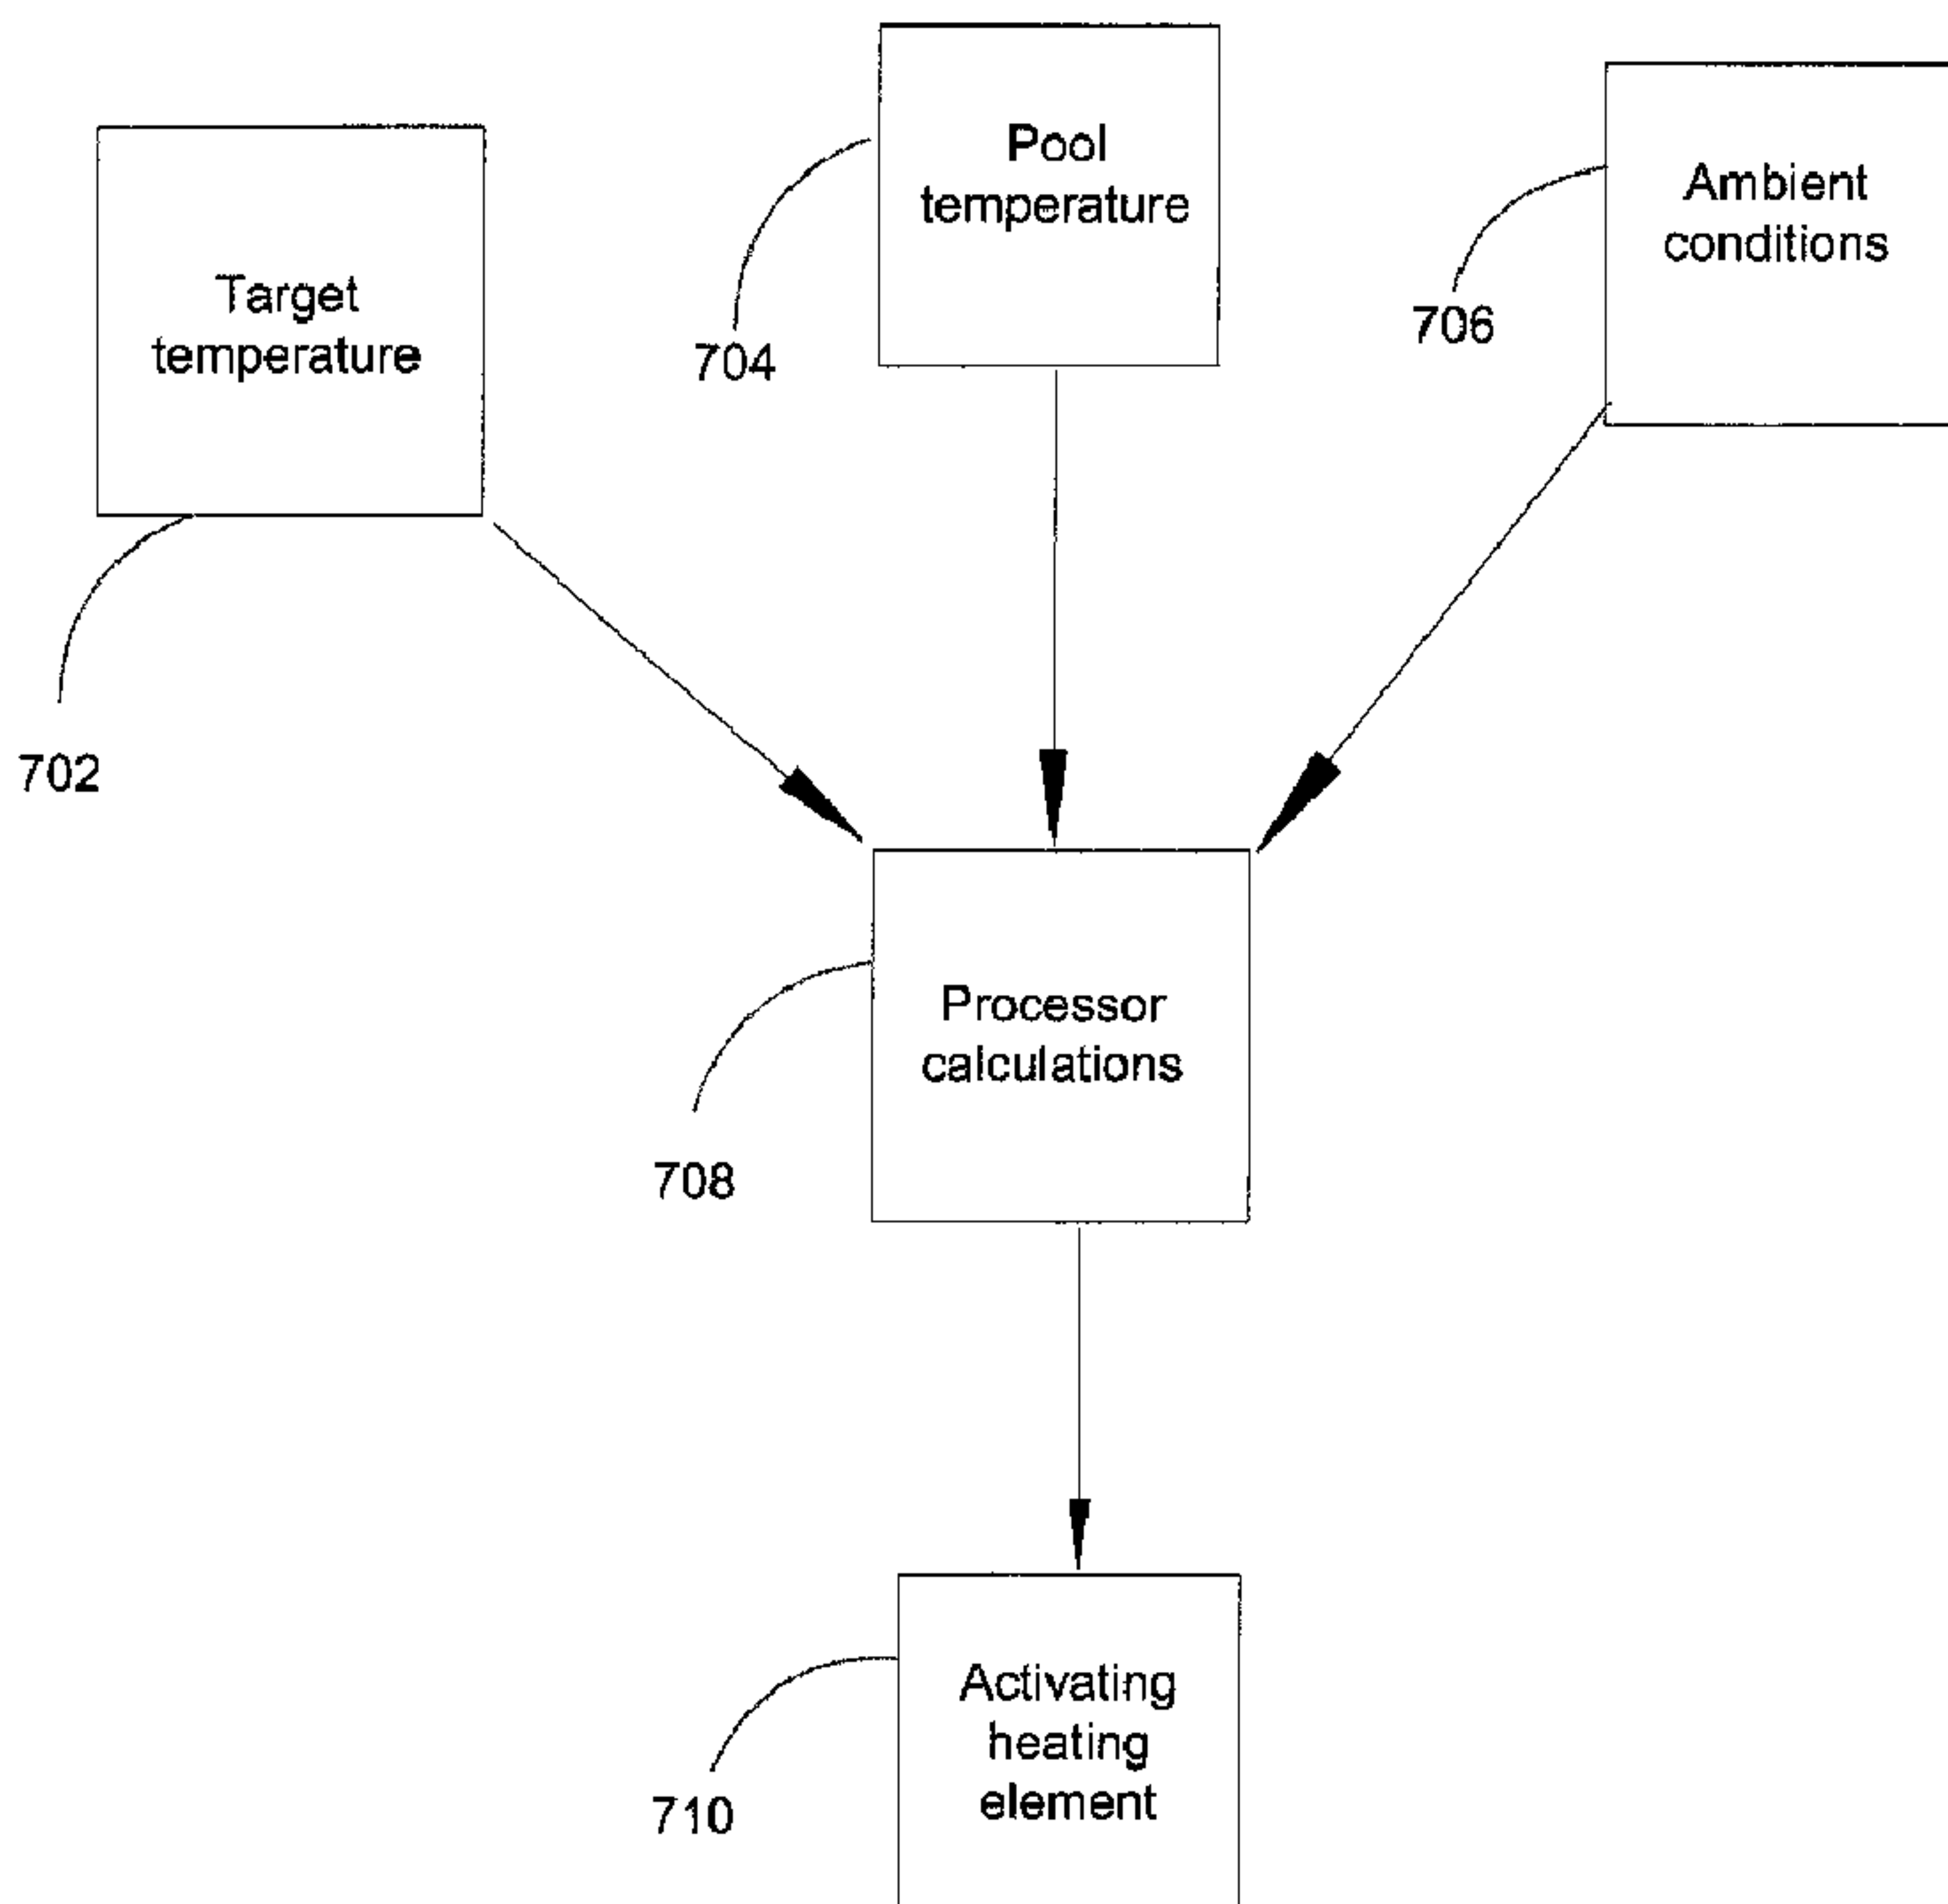 Pool
temperature
Ambient
conditions
Target
temperature
704
706
702
Processor
calculations
708
Activating
heating
element
710